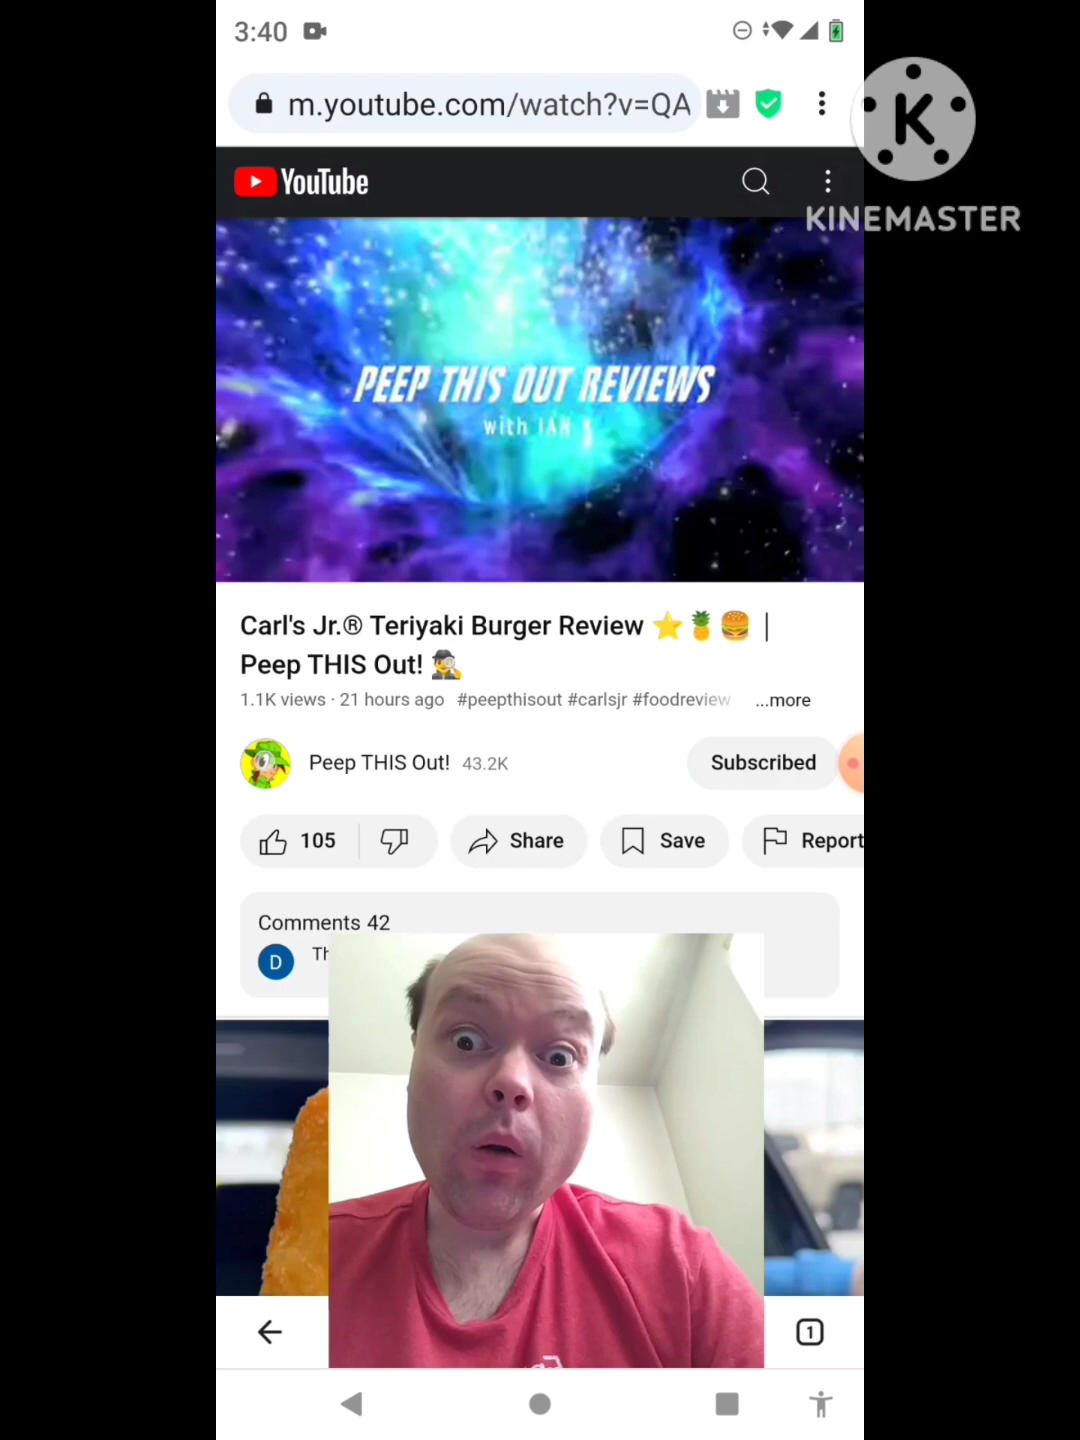 3:40
m.youtube.com/watch?v=QA
K
KINEMASTER
YouTube
PEEP THIS OUT REVIEWS
with IAN K
Carl's Jr.® Teriyaki Burger Review ⭐🍍🍔 |
Peep THIS Out! 🕵️
1.1K views · 21 hours ago #peepthisout #carlsjr #foodreview ...more
Peep THIS Out! 43.2K Subscribed
105 Share Save Report
Comments 42
D Th
1